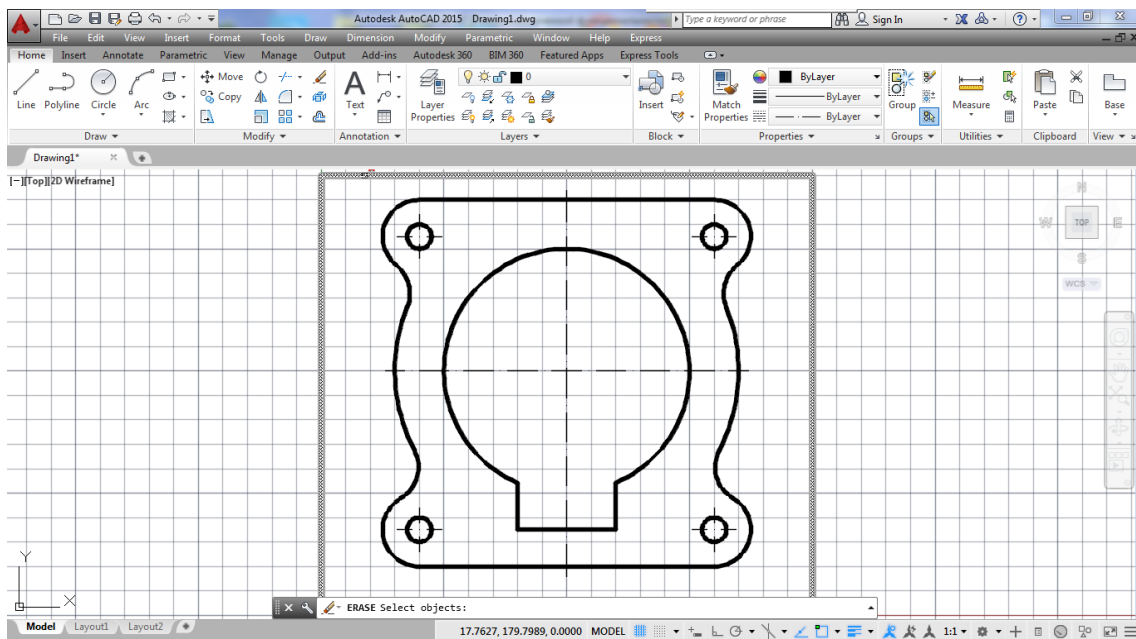 Autodesk AutoCAD 2015 Drawing1.dwg Type a keyword or phrase Sign In
File Edit View Insert Format Tools Draw Dimension Modify Parametric Window Help Express
Home Insert Annotate Parametric View Manage Output Add-ins Autodesk 360 BIM 360 Featured Apps Express Tools
Move 0 ByLayer
Copy ByLayer
Line Polyline Circle Arc Text Layer Properties Insert Match Properties ByLayer Group Measure Paste Base
Draw Modify Annotation Layers Block Properties Groups Utilities Clipboard View
Drawing1*
[−][Top][2D Wireframe]
N
W TOP E
S
WCS
Y
X
ERASE Select objects:
Model Layout1 Layout2
17.7627, 179.7989, 0.0000 MODEL 1:1